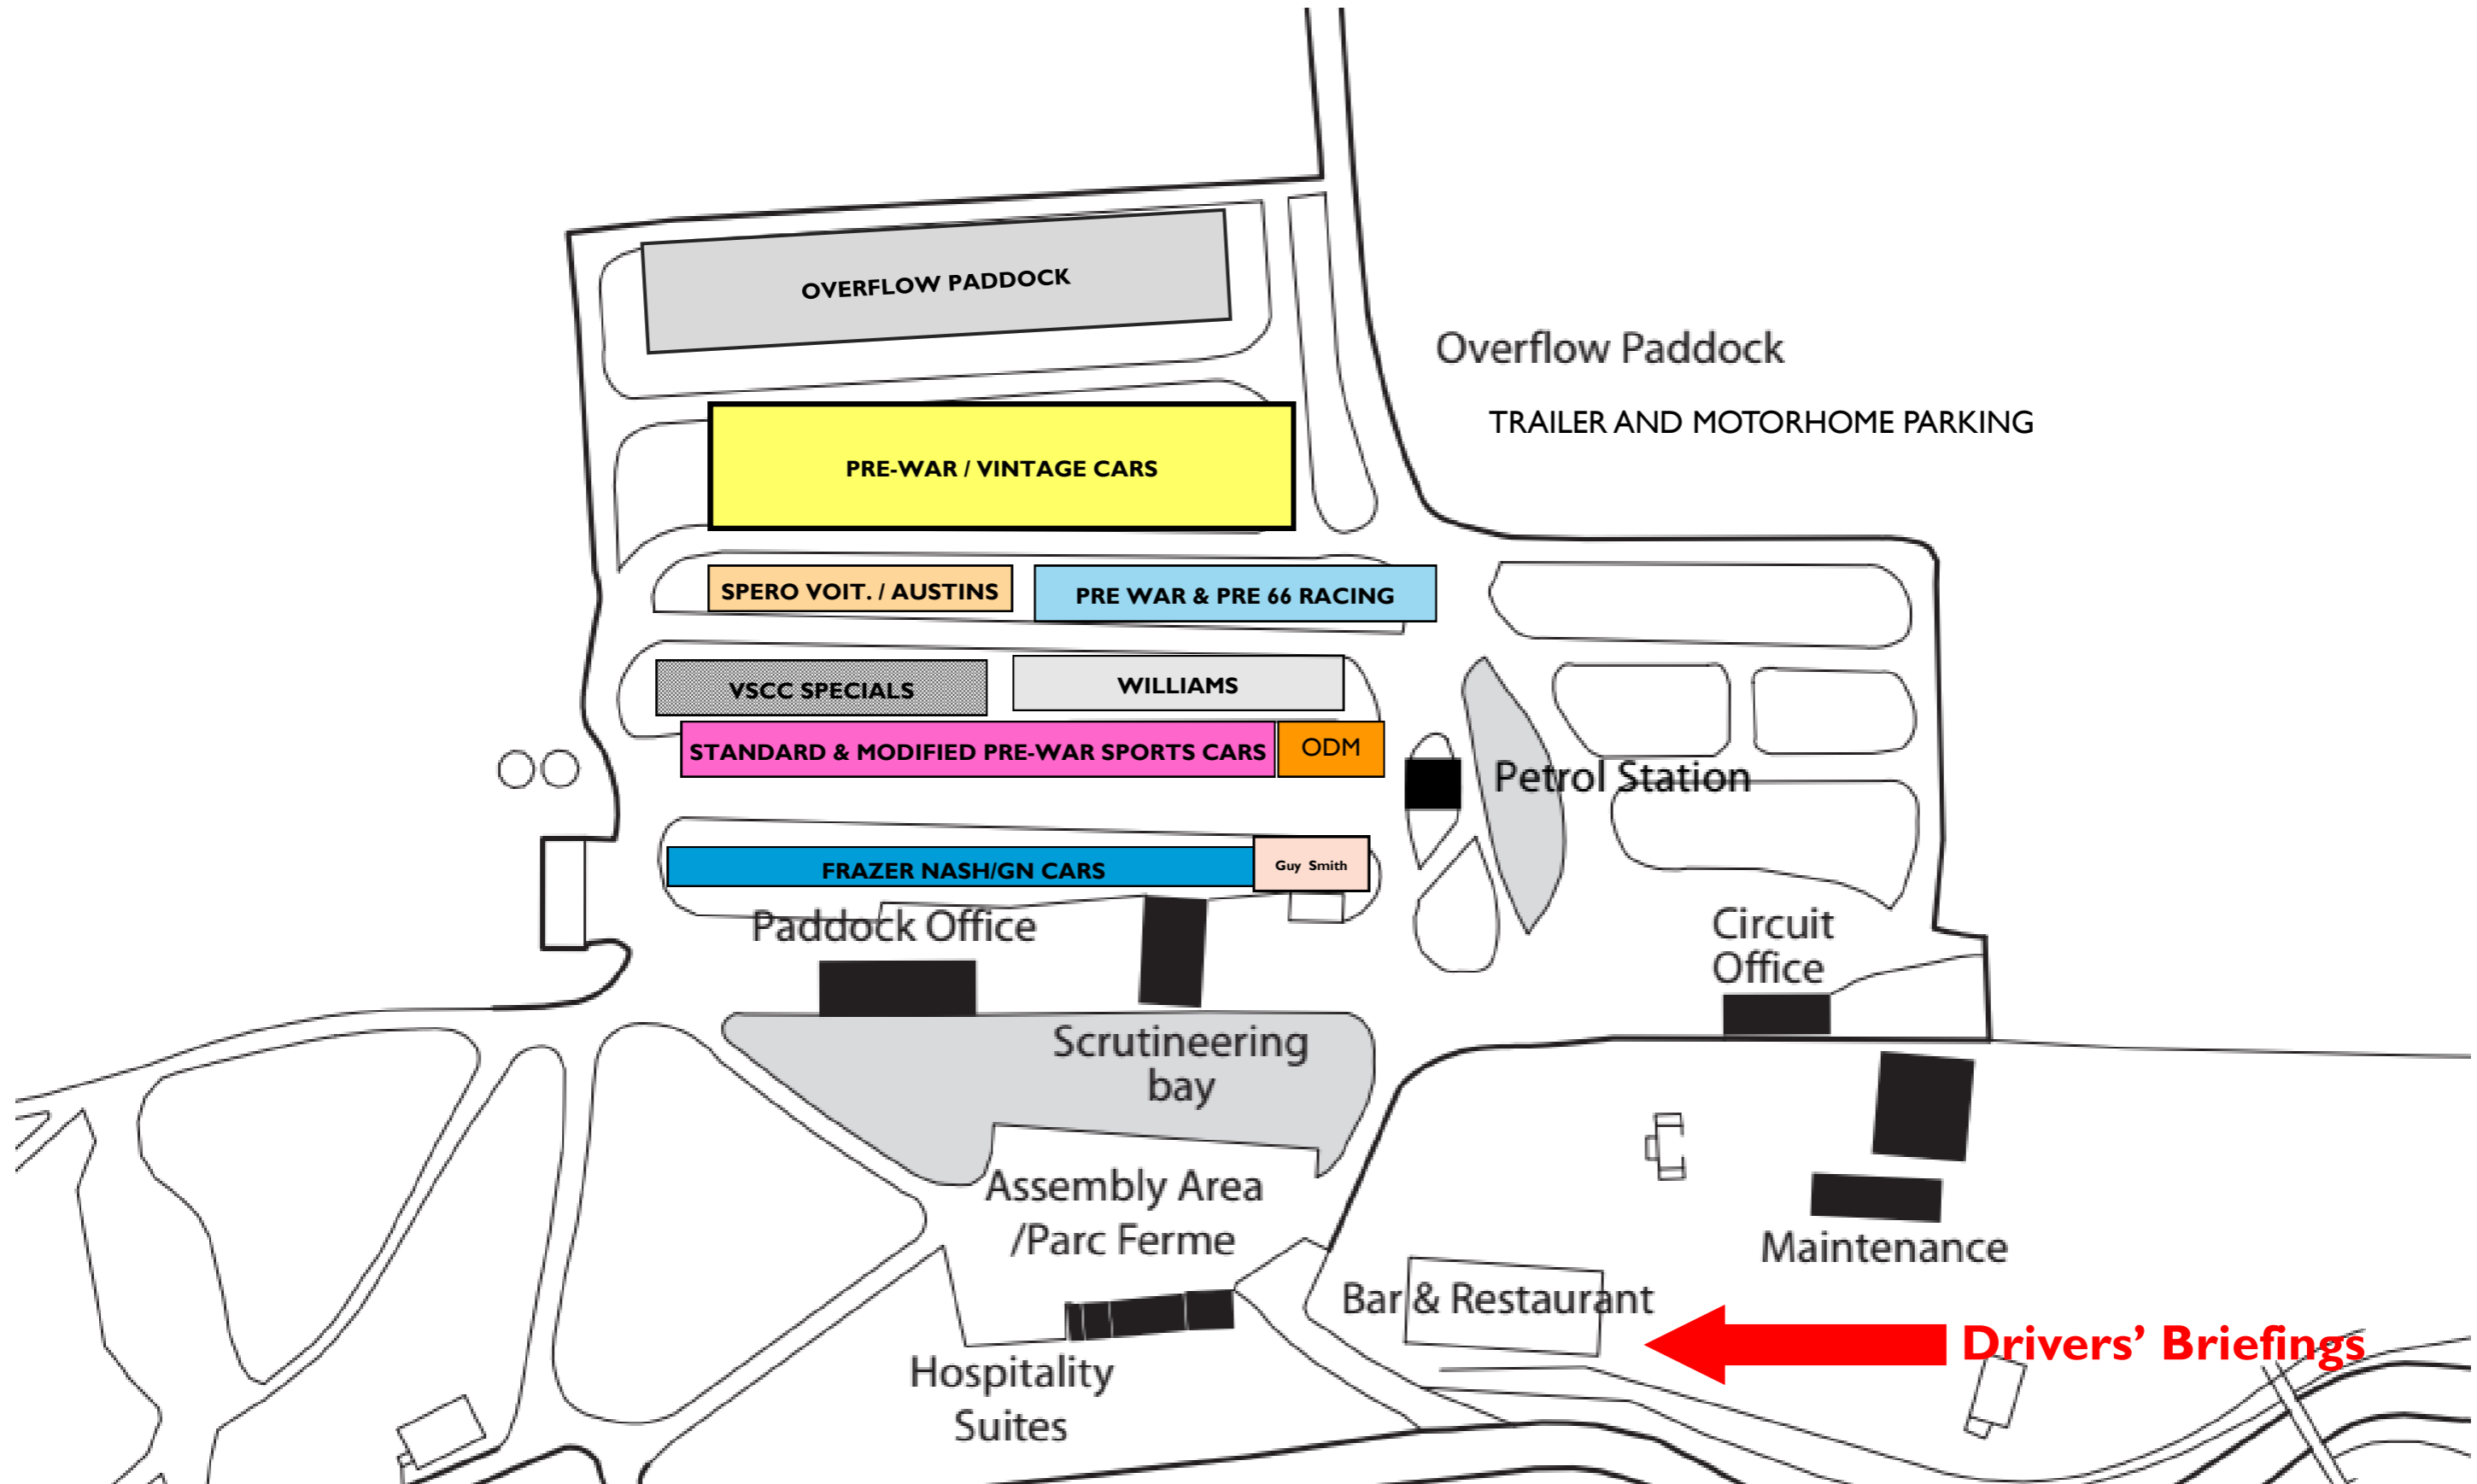 OVERFLOW PADDOCK
Overflow Paddock
TRAILER AND MOTORHOME PARKING
PRE-WAR / VINTAGE CARS
SPERO VOIT. / AUSTINS
PRE WAR & PRE 66 RACING
VSCC SPECIALS
WILLIAMS
STANDARD & MODIFIED PRE-WAR SPORTS CARS
ODM
Petrol Station
FRAZER NASH/GN CARS
Guy Smith
Paddock Office
Circuit
Office
Scrutineering
bay
Assembly Area
/Parc Ferme
Maintenance
Bar & Restaurant
Drivers’ Briefings
Hospitality
Suites